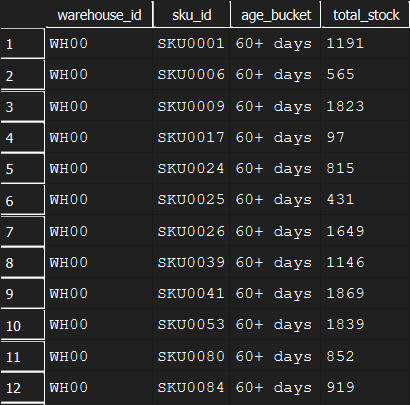 warehouse_id sku_id age_bucket total_stock
1 WH00 SKU0001 60+ days 1191
2 WH00 SKU0006 60+ days 565
3 WH00 SKU0009 60+ days 1823
4 WH00 SKU0017 60+ days 97
5 WH00 SKU0024 60+ days 815
6 WH00 SKU0025 60+ days 431
7 WH00 SKU0026 60+ days 1649
8 WH00 SKU0039 60+ days 1146
9 WH00 SKU0041 60+ days 1869
10 WH00 SKU0053 60+ days 1839
11 WH00 SKU0080 60+ days 852
12 WH00 SKU0084 60+ days 919